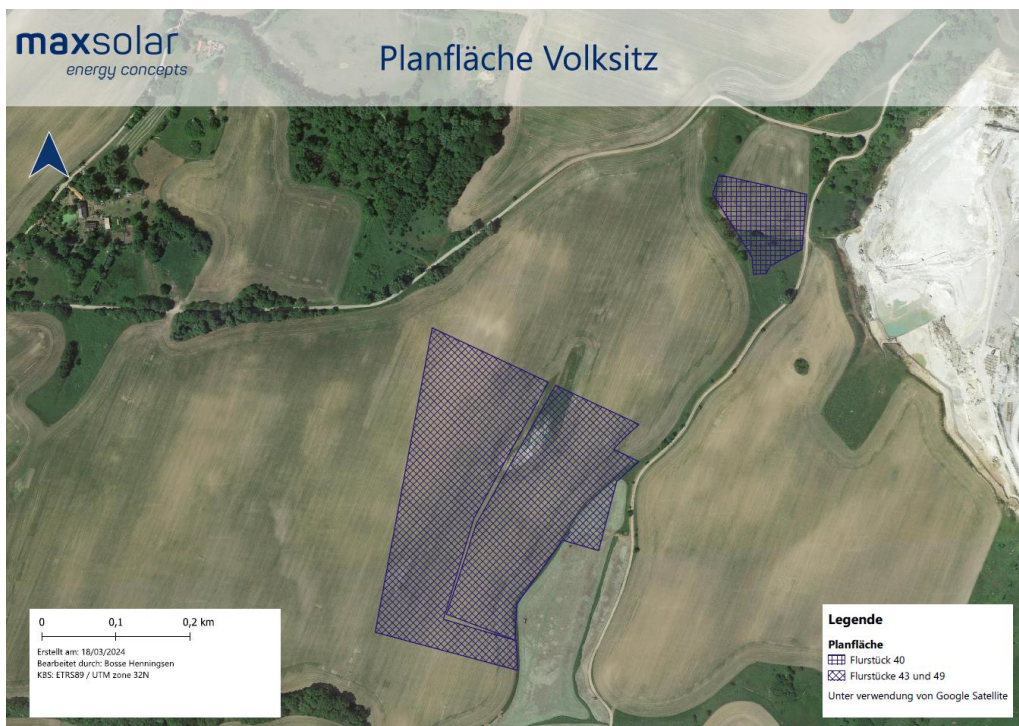 maxsolar
energy concepts
Planfläche Volksitz
0 0,1 0,2 km
Erstellt am: 18/03/2024
Bearbeitet durch: Bosse Henningsen
KBS: ETRS89 / UTM zone 32N
Legende
Planfläche
Flurstück 40
Flurstücke 43 und 49
Unter verwendung von Google Satellite